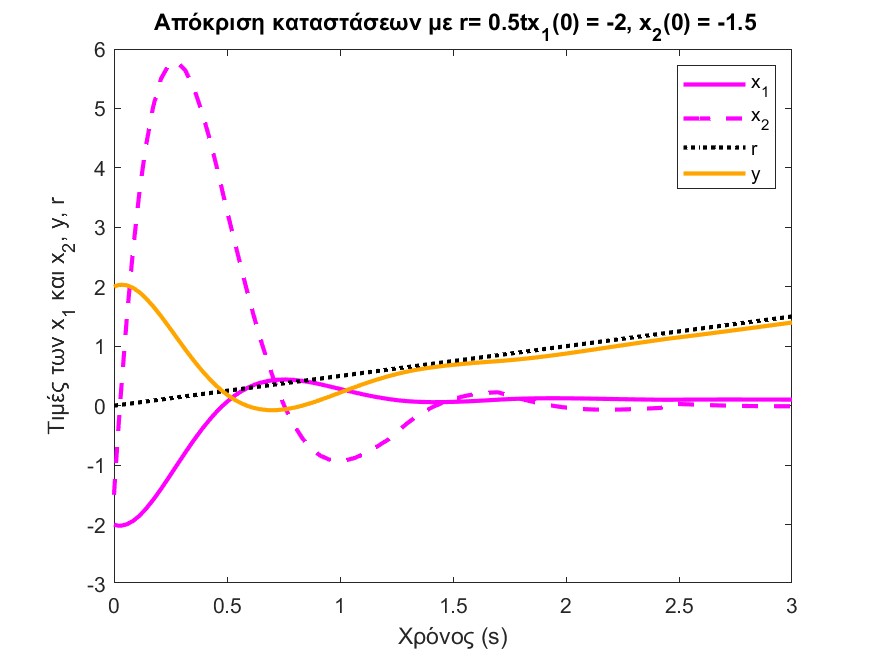 Απόκριση καταστάσεων με r= 0.5tx₁(0) = -2, x₂(0) = -1.5
x₁
x₂
r
y
Τιμές των x₁ και x₂, y, r
6
5
4
3
2
1
0
-1
-2
-3
0
0.5
1
1.5
2
2.5
3
Χρόνος (s)